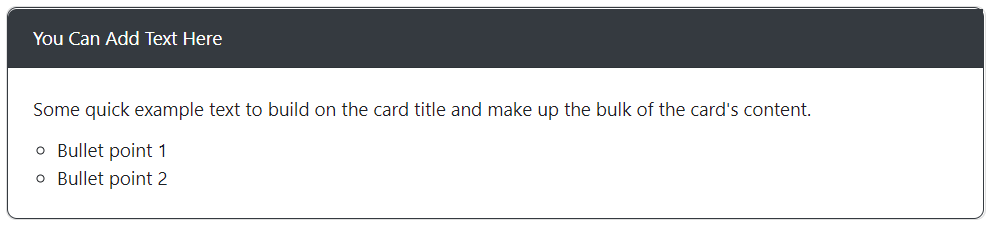 You Can Add Text Here
Some quick example text to build on the card title and make up the bulk of the card's content.
Bullet point 1
Bullet point 2